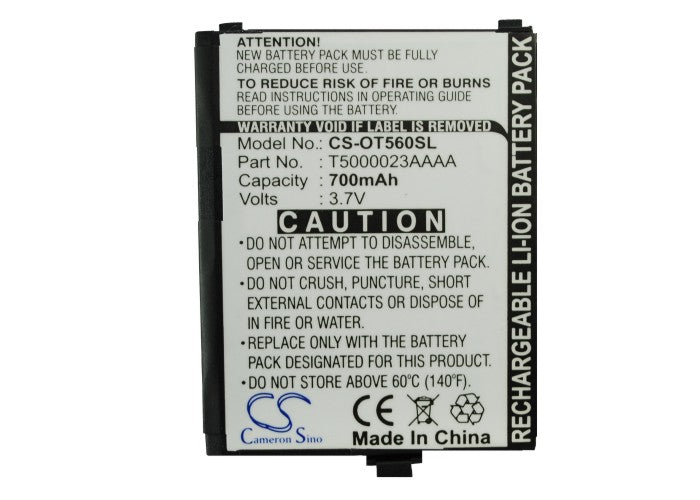 ATTENTION!
NEW BATTERY PACK MUST BE FULLY
CHARGED BEFORE BEING USED.
TO REDUCE RISK OF FIRE OR BURNS
READ INSTRUCTIONS IN OPERATING GUIDE
BEFORE BATTERY USE.
WARRANTY VOID IF LABEL IS REMOVED
Model No.: CS-OT560SL
Part No. : T5000023AAAA
Capacity : 700mAh
Volts : 3.7V
CAUTION
•DO NOT ATTEMPT TO DISASSEMBLE,
OPEN OR SERVICE THE BATTERY PACK.
•DO NOT CRUSH, PUNCTURE, SHORT
EXTERNAL CONTACTS OR DISPOSE OF
IN FIRE OR WATER.
•REPLACE ONLY WITH THE BATTERY
PACK DESIGNATED FOR THIS PRODUCT.
•DO NOT STORE ABOVE 60°C (140°F).
CS
Cameron Sino
CE
Made In China
RECHARGEABLE LI-ION BATTERY PACK